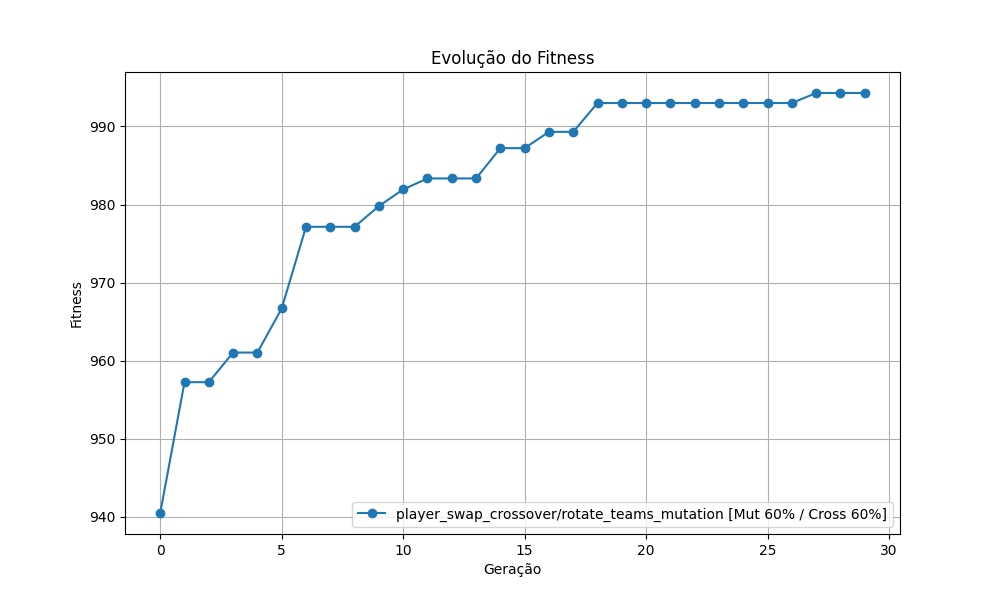 Evolução do Fitness
Fitness
990
980
970
960
950
940
player_swap_crossover/rotate_teams_mutation [Mut 60% / Cross 60%]
0 5 10 15 20 25 30
Geração